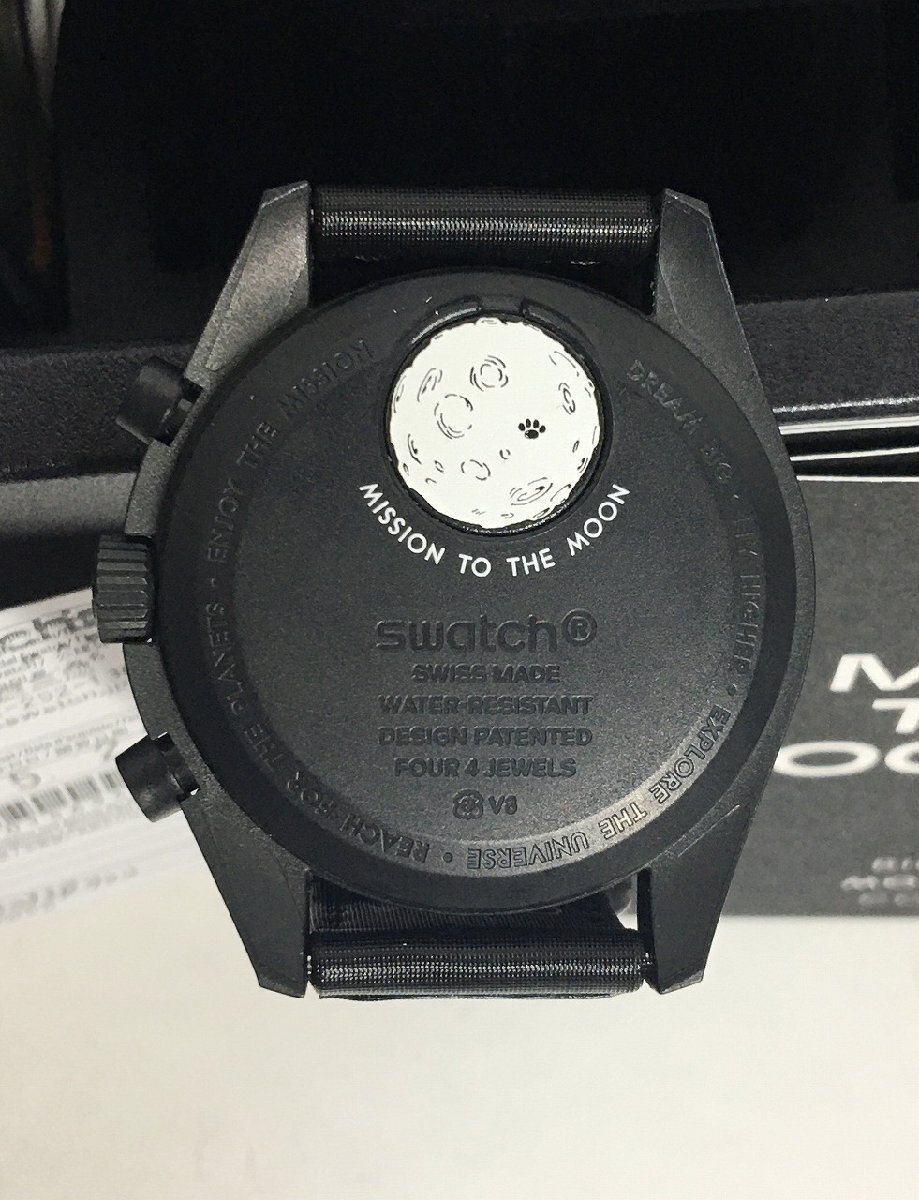 ENJOY THE MISSION
DREAM BIG • FLY HIGHER • EXPLORE THE UNIVERSE • REACH FOR THE PLANETS •
MISSION TO THE MOON
swatch®
SWISS MADE
WATER-RESISTANT
DESIGN PATENTED
FOUR 4 JEWELS
V8